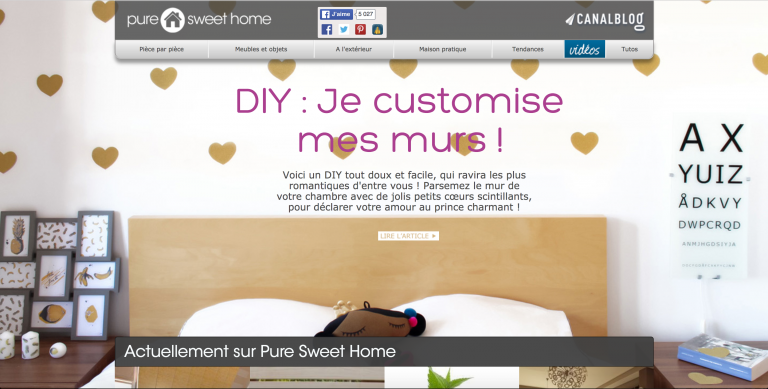 pure sweet home
J'aime 5 027
CANALBLOG
Pièce par pièce Meubles et objets A l'extérieur Maison pratique Tendances vidéos Tutos
DIY : Je customise
mes murs !
Voici un DIY tout doux et facile, qui ravira les plus
romantiques d'entre vous ! Parsemez le mur de
votre chambre avec de jolis petits cœurs scintillants,
pour déclarer votre amour au prince charmant !
LIRE L'ARTICLE >
A X
YUIZ
ÂDKVY
DWPCRQD
Actuellement sur Pure Sweet Home